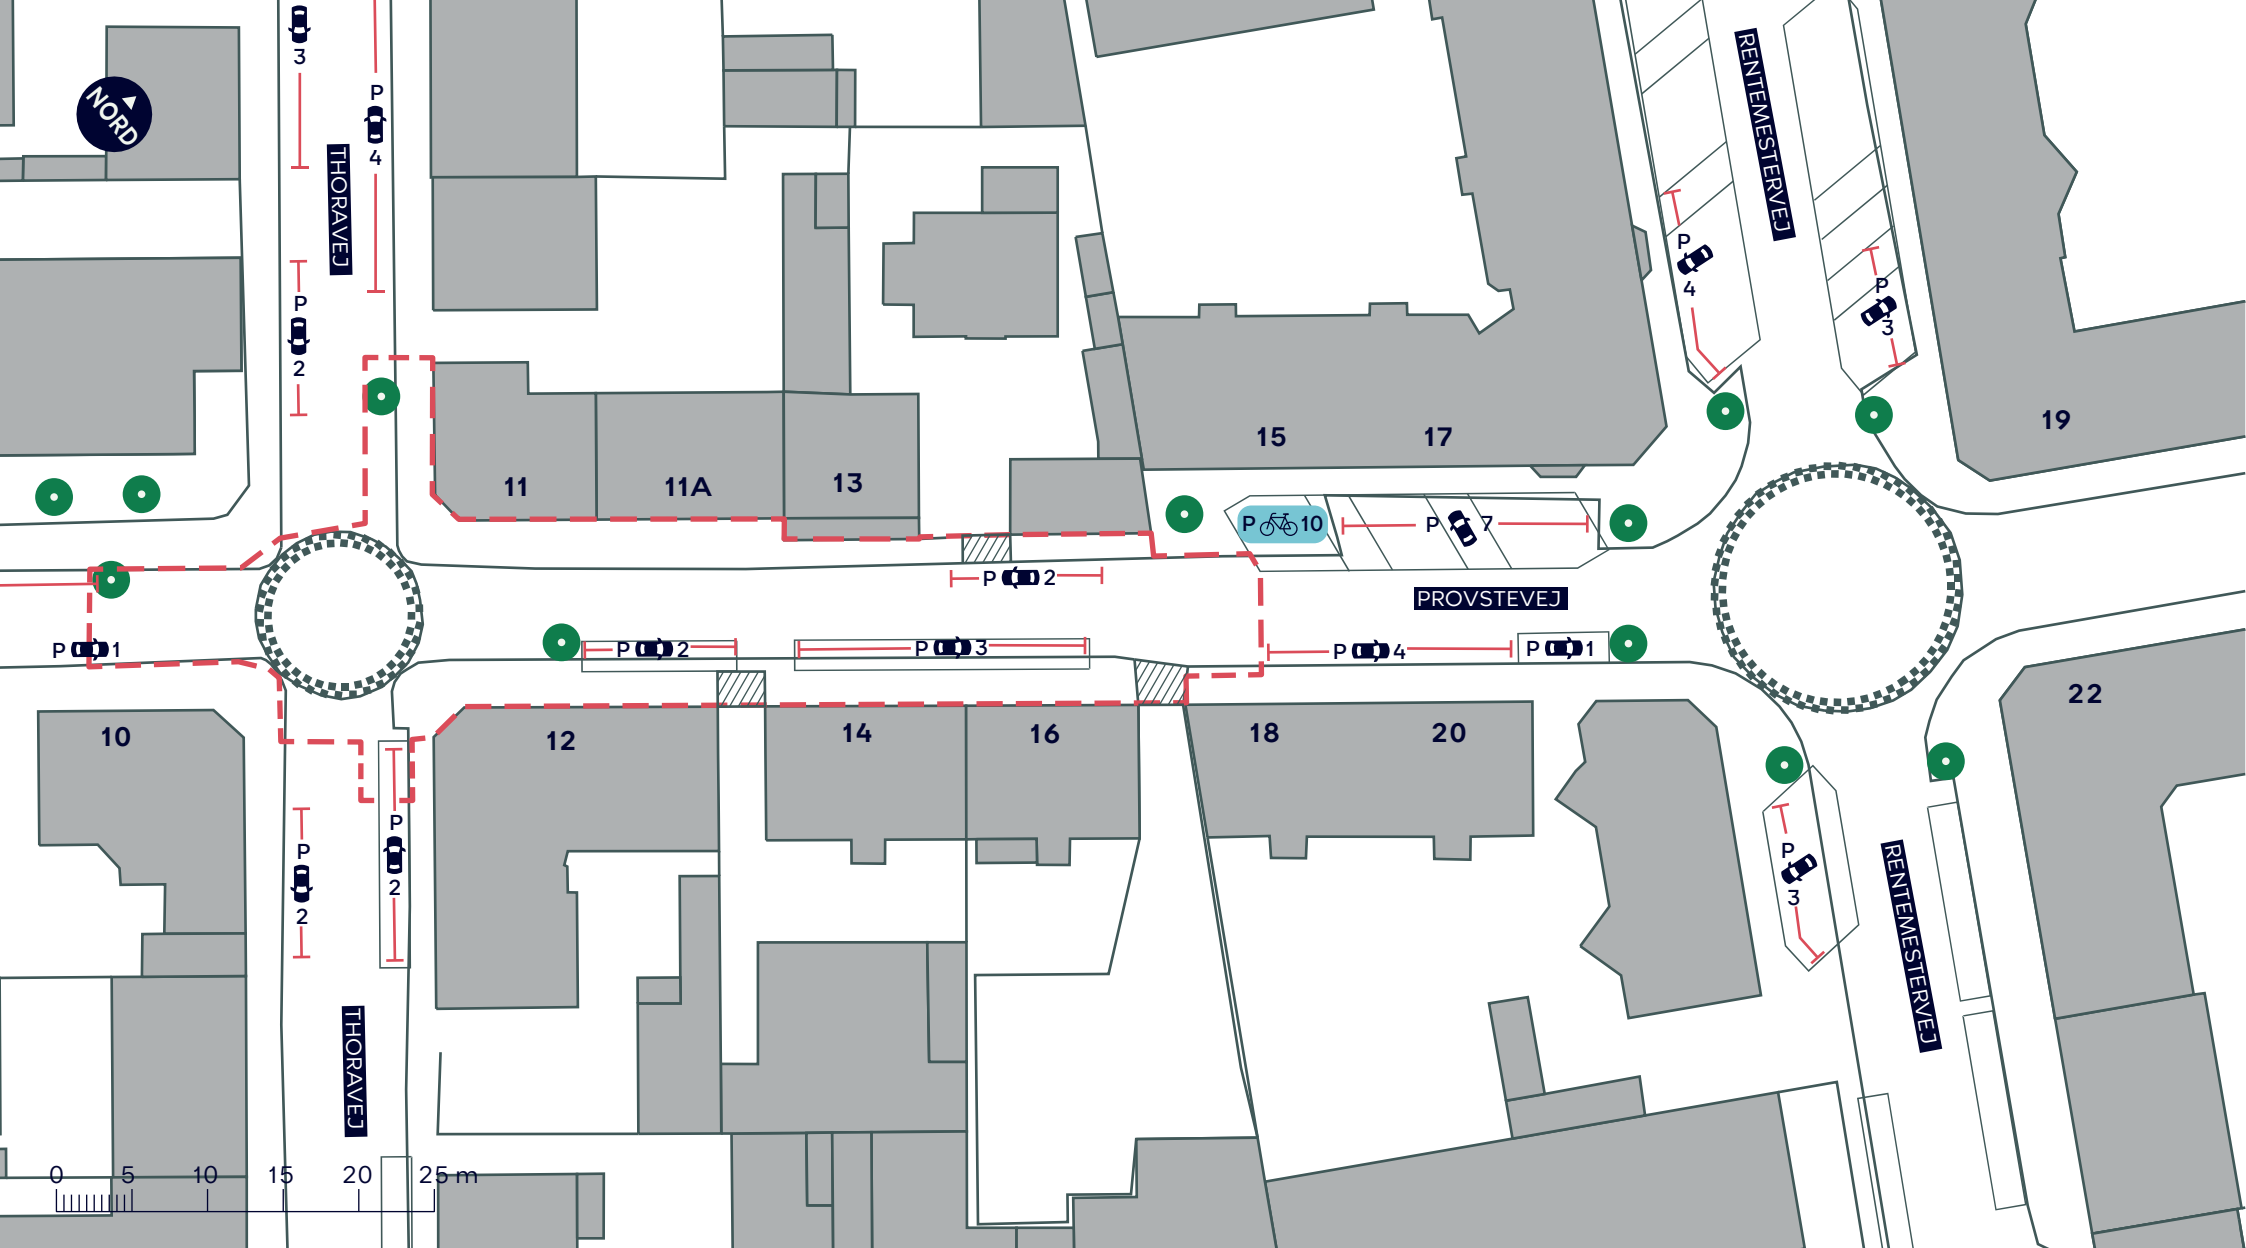 3
NORD
P
4
THORAVEJ
RENTEMESTERVEJ
P
4
P
3
P
2
19
15
17
11
11A
13
P 10
P 7
P 2
PROVSTEVEJ
P 1
P 2
P 3
P 4
P 1
22
10
12
14
16
18
20
P
2
P
2
P
3
RENTEMESTERVEJ
THORAVEJ
0 5 10 15 20 25 m